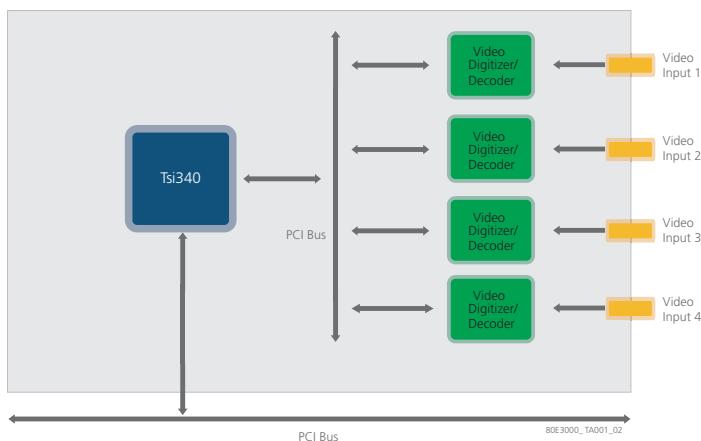 Video
Digitizer/
Decoder
Video
Input 1
Video
Digitizer/
Decoder
Video
Input 2
Tsi340
Video
Digitizer/
Decoder
Video
Input 3
PCI Bus
Video
Digitizer/
Decoder
Video
Input 4
80E3000_TA001_02
PCI Bus